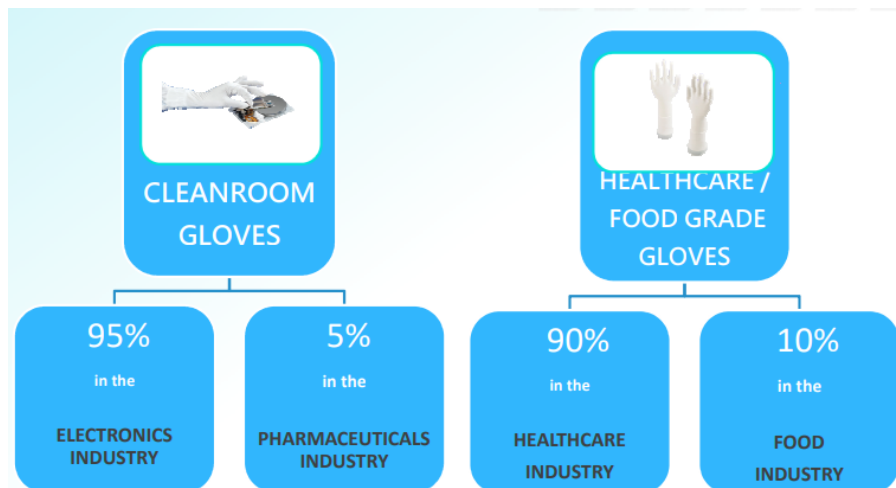 CLEANROOM
GLOVES
HEALTHCARE /
FOOD GRADE
GLOVES
95%
in the
ELECTRONICS
INDUSTRY
5%
in the
PHARMACEUTICALS
INDUSTRY
90%
in the
HEALTHCARE
INDUSTRY
10%
in the
FOOD
INDUSTRY